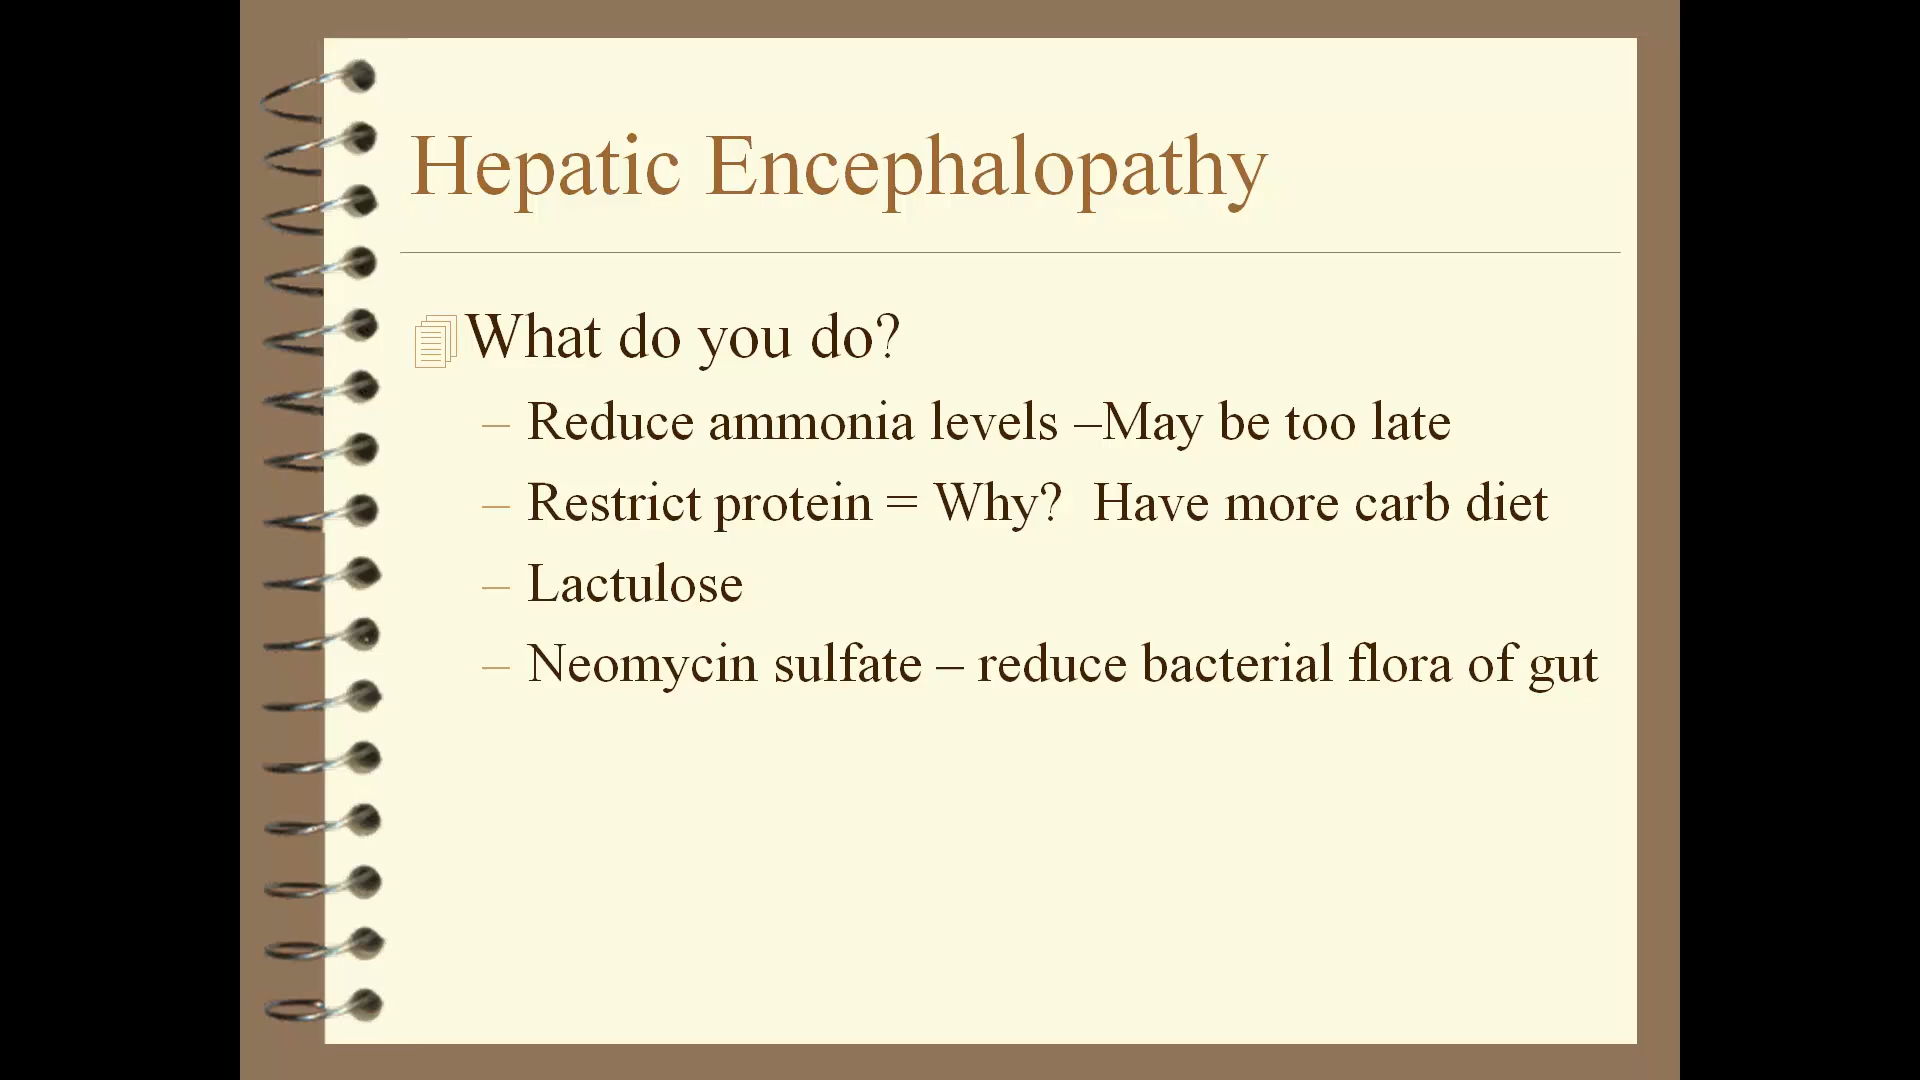 Hepatic Encephalopathy
What do you do?
– Reduce ammonia levels –May be too late
– Restrict protein = Why?  Have more carb diet
– Lactulose
– Neomycin sulfate – reduce bacterial flora of gut